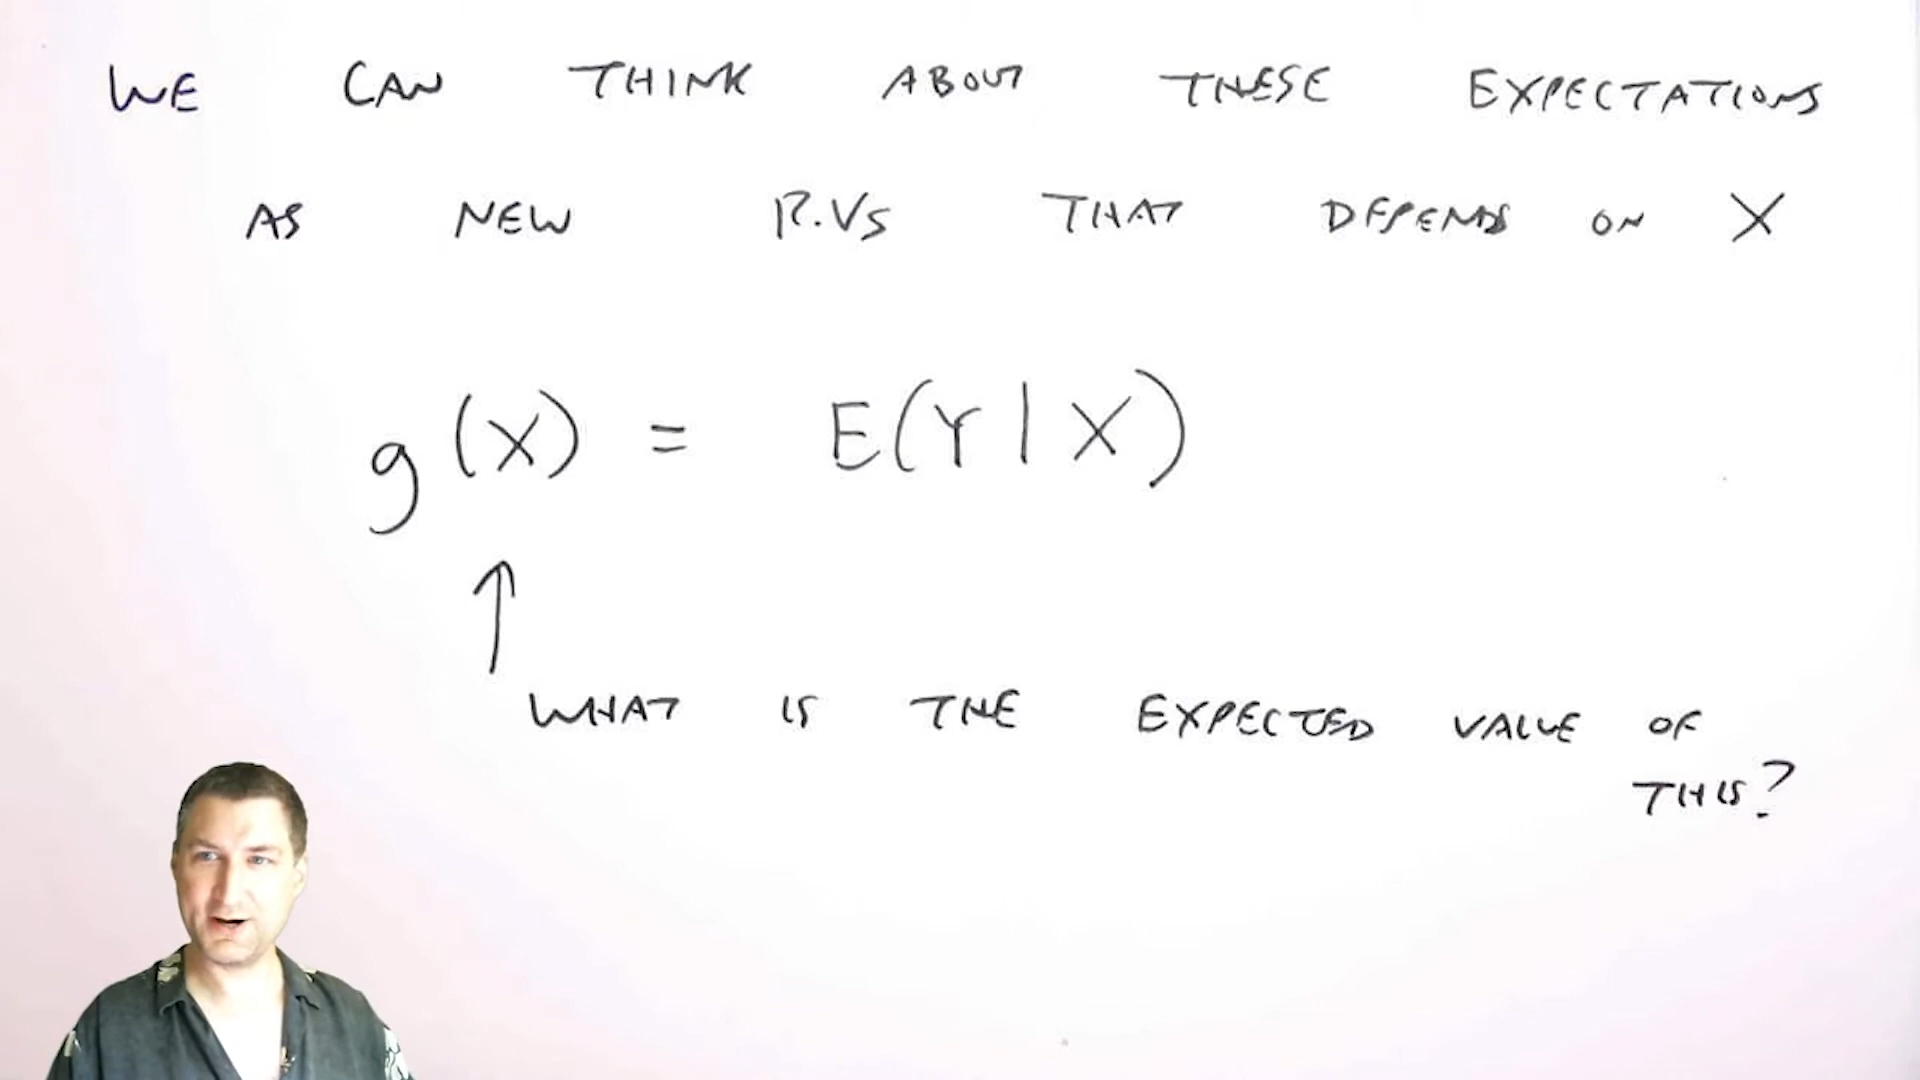 WE CAN THINK ABOUT THESE EXPECTATIONS
AS NEW R.VS THAT DEPENDS ON X
g(X) = E(Y|X)
↑
WHAT IS THE EXPECTED VALUE OF
THIS?